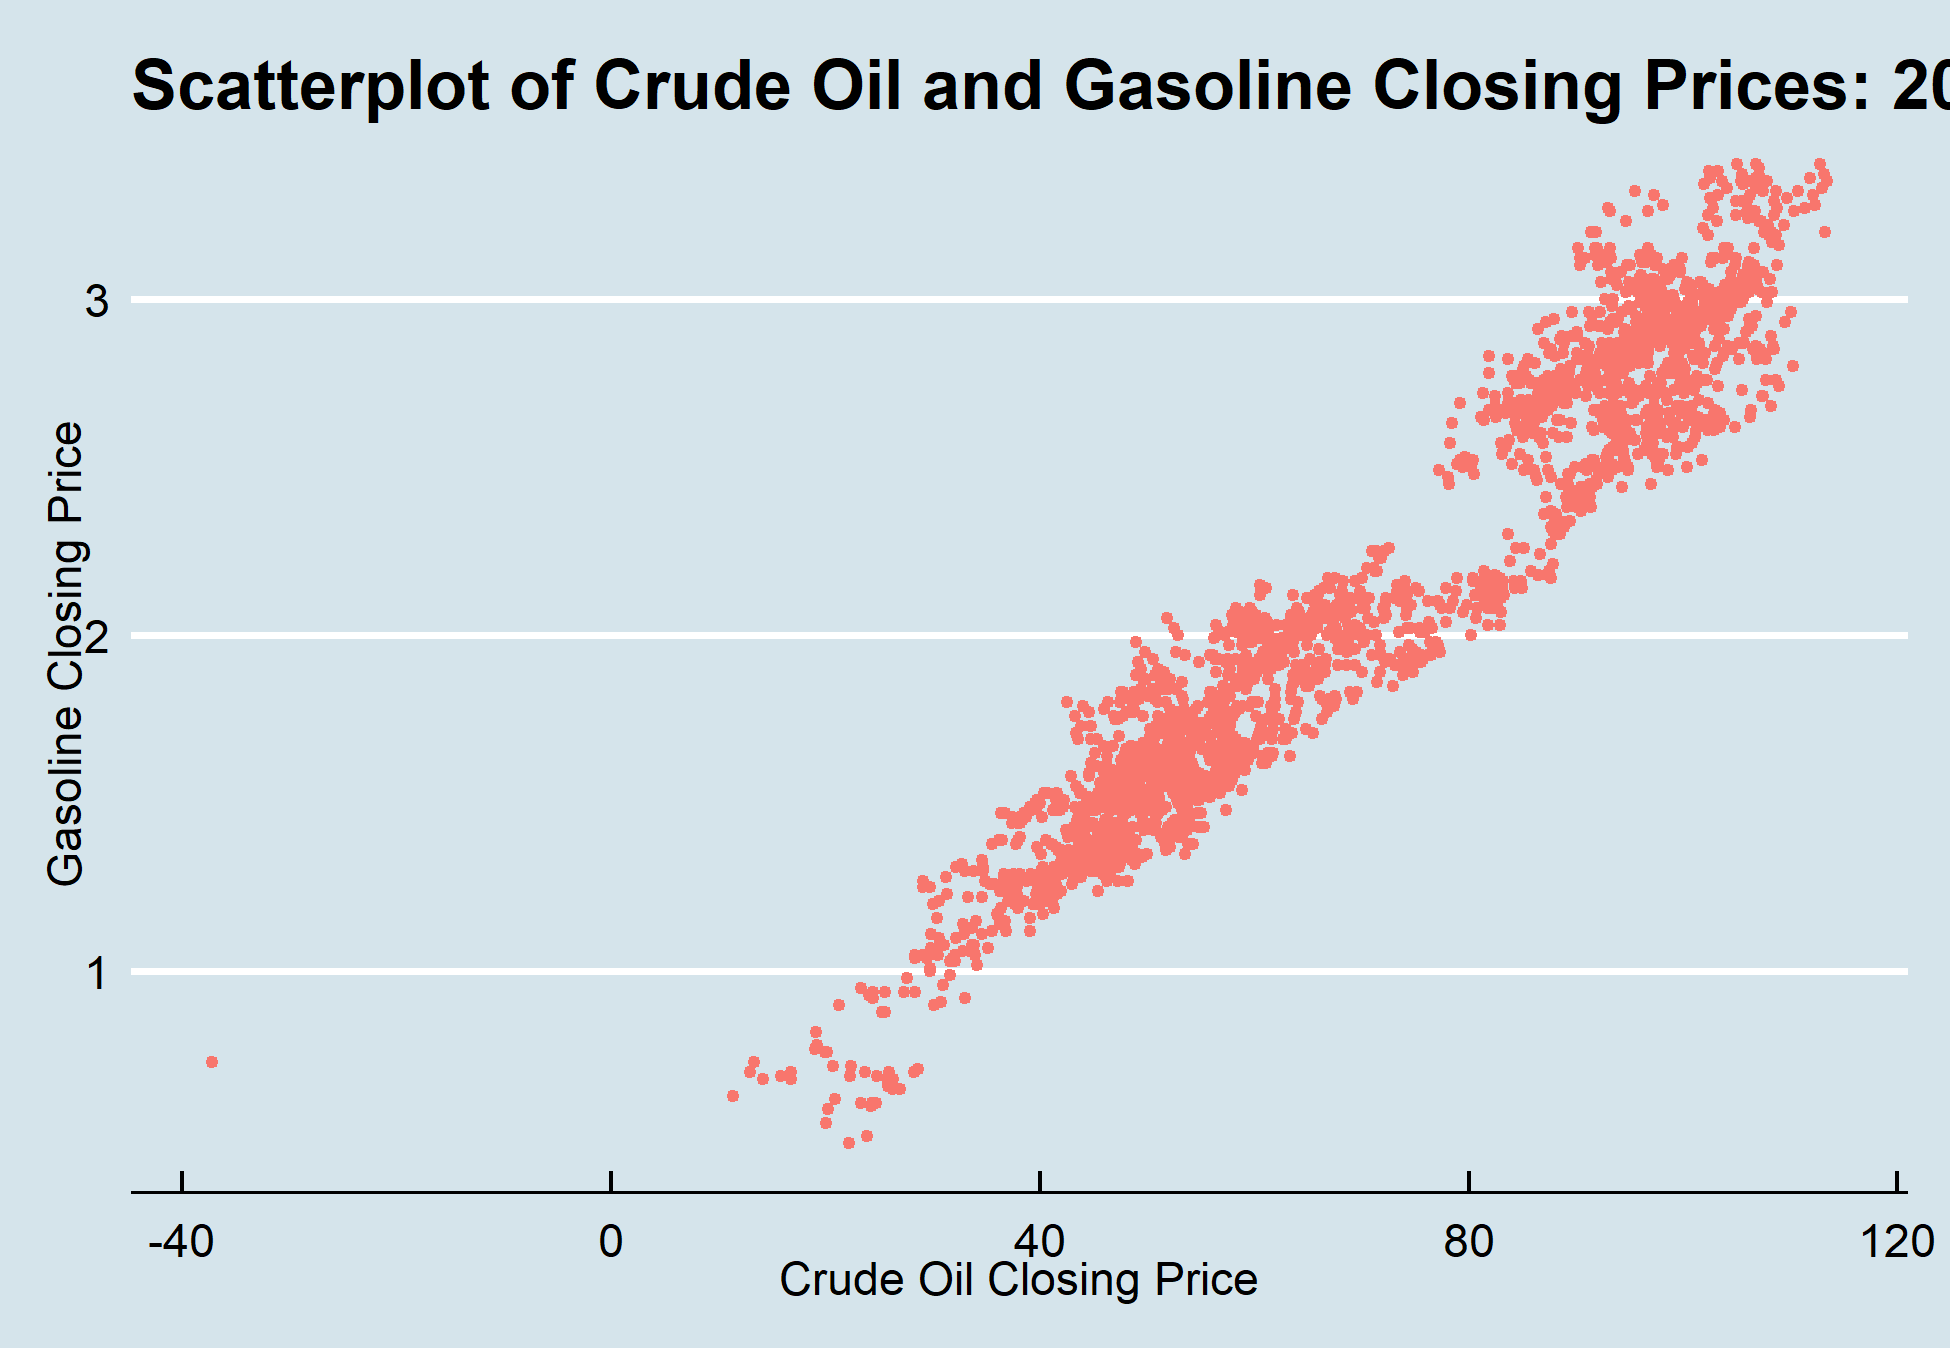 Scatterplot of Crude Oil and Gasoline Closing Prices: 20
3
2
1
Gasoline Closing Price
-40 0 40 80 120
Crude Oil Closing Price